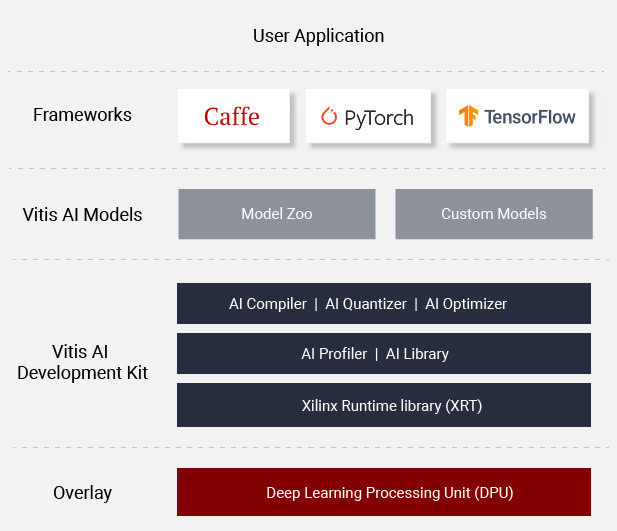 User Application
Frameworks
Caffe
PyTorch
TensorFlow
Vitis AI Models
Model Zoo
Custom Models
Vitis AI
Development Kit
AI Compiler | AI Quantizer | AI Optimizer
AI Profiler | AI Library
Xilinx Runtime library (XRT)
Overlay
Deep Learning Processing Unit (DPU)